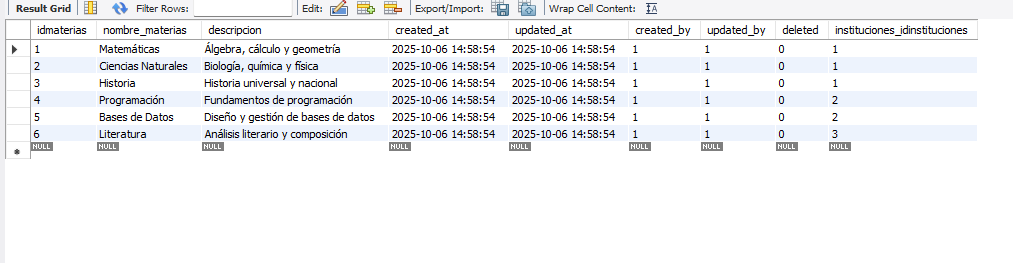 Result Grid Filter Rows: Edit: Export/Import: Wrap Cell Content:
idmaterias nombre_materias descripcion created_at updated_at created_by updated_by deleted instituciones_idinstituciones
1 Matemáticas Álgebra, cálculo y geometría 2025-10-06 14:58:54 2025-10-06 14:58:54 1 1 0 1
2 Ciencias Naturales Biología, química y física 2025-10-06 14:58:54 2025-10-06 14:58:54 1 1 0 1
3 Historia Historia universal y nacional 2025-10-06 14:58:54 2025-10-06 14:58:54 1 1 0 1
4 Programación Fundamentos de programación 2025-10-06 14:58:54 2025-10-06 14:58:54 1 1 0 2
5 Bases de Datos Diseño y gestión de bases de datos 2025-10-06 14:58:54 2025-10-06 14:58:54 1 1 0 2
6 Literatura Análisis literario y composición 2025-10-06 14:58:54 2025-10-06 14:58:54 1 1 0 3
NULL NULL NULL NULL NULL NULL NULL NULL NULL